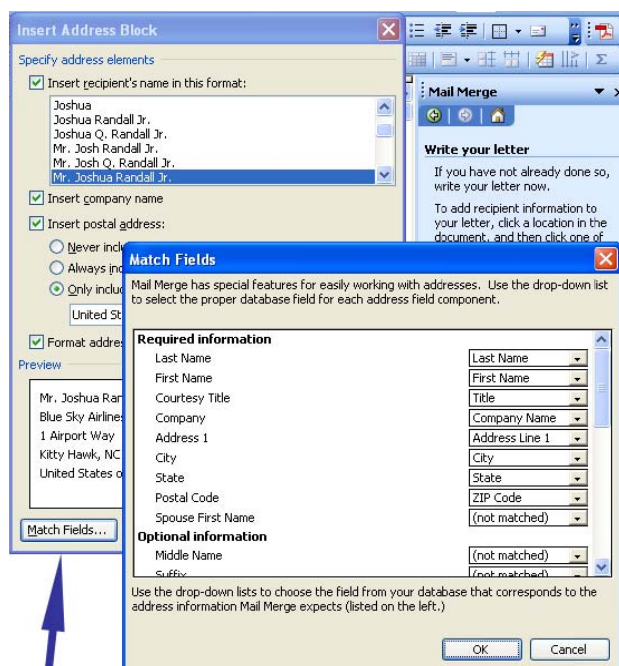 Insert Address Block
Specify address elements
Insert recipient's name in this format:
Joshua
Joshua Randall Jr.
Joshua Q. Randall Jr.
Mr. Josh Randall Jr.
Mr. Josh Q. Randall Jr.
Mr. Joshua Randall Jr.
Insert company name
Insert postal address:
Never
Always
Only
United
Format
Preview
Mr. Joshua
Blue Sky
1 Airport Way
Kitty Hawk, NC
United States
Match Fields...
Mail Merge
Write your letter
If you have not already done so,
write your letter now.
To add recipient information to
your letter, click a location in the
document, and then click one of
Match Fields
Mail Merge has special features for easily working with addresses. Use the drop-down list
to select the proper database field for each address field component.
Required information
Last Name Last Name
First Name First Name
Courtesy Title Title
Company Company Name
Address 1 Address Line 1
City City
State State
Postal Code ZIP Code
Spouse First Name (not matched)
Optional information
Middle Name (not matched)
Suffix (not matched)
Use the drop-down lists to choose the field from your database that corresponds to the
address information Mail Merge expects (listed on the left.)
OK Cancel